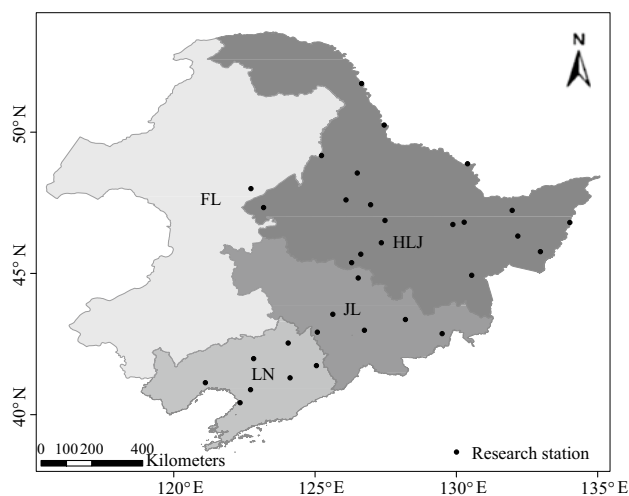 N
50° N
FL
HLJ
45° N
JL
LN
40° N
0 100 200 400
Kilometers
Research station
120°E
125°E
130°E
135°E